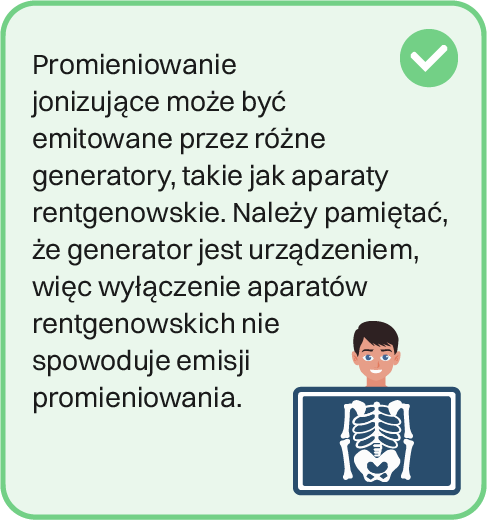 Promieniowanie
jonizujące może być
emitowane przez różne
generatory, takie jak aparaty
rentgenowskie. Należy pamiętać,
że generator jest urządzeniem,
więc wyłączenie aparatów
rentgenowskich nie
spowoduje emisji
promieniowania.